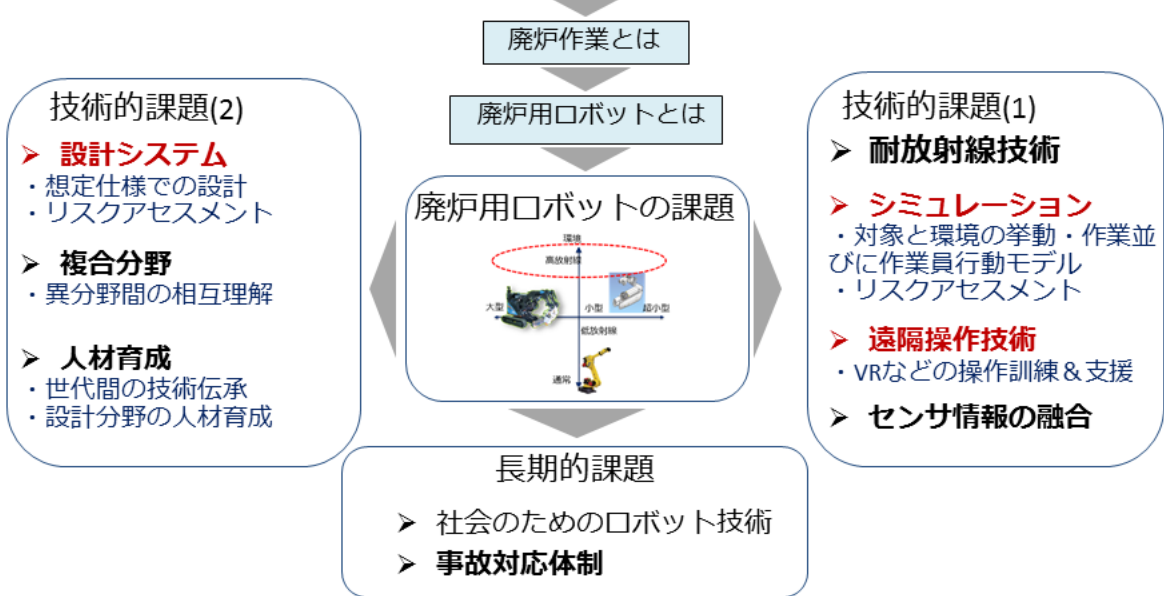 廃炉作業とは
廃炉用ロボットとは
技術的課題(2)
➢ 設計システム
・想定仕様での設計
・リスクアセスメント
➢ 複合分野
・異分野間の相互理解
➢ 人材育成
・世代間の技術伝承
・設計分野の人材育成
廃炉用ロボットの課題
環境
高放射線
大型
小型
超小型
低放射線
通常
技術的課題(1)
➢ 耐放射線技術
➢ シミュレーション
・対象と環境の挙動・作業並
びに作業員行動モデル
・リスクアセスメント
➢ 遠隔操作技術
・VRなどの操作訓練＆支援
➢ センサ情報の融合
長期的課題
➢ 社会のためのロボット技術
➢ 事故対応体制